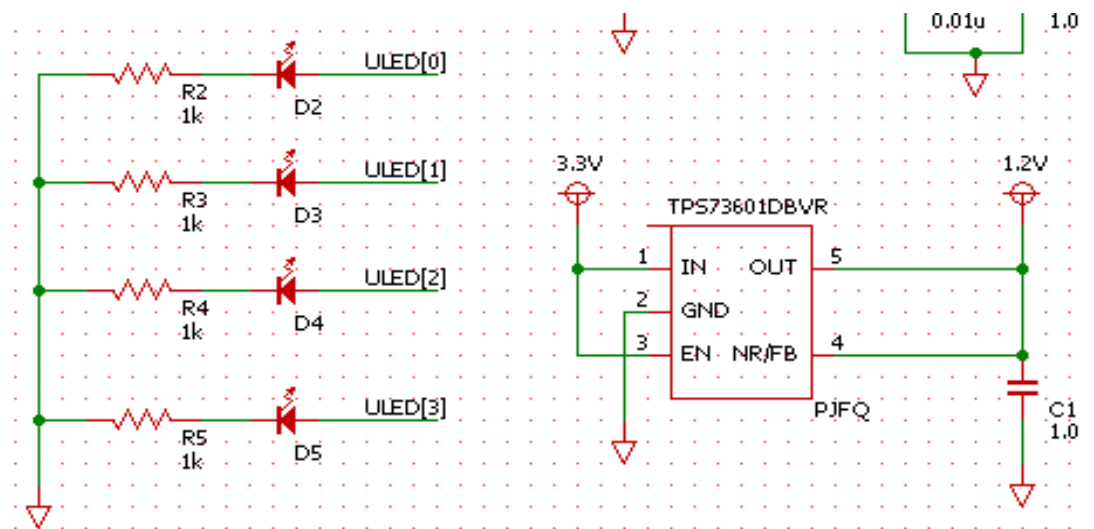 0.01u
1.0
ULED[0]
R2
1k
D2
ULED[1]
R3
1k
D3
ULED[2]
R4
1k
D4
ULED[3]
R5
1k
D5
3.3V
1.2V
TPS73601DBVR
1 IN OUT 5
2 GND
3 EN NR/FB 4
PJFQ
C1
1.0